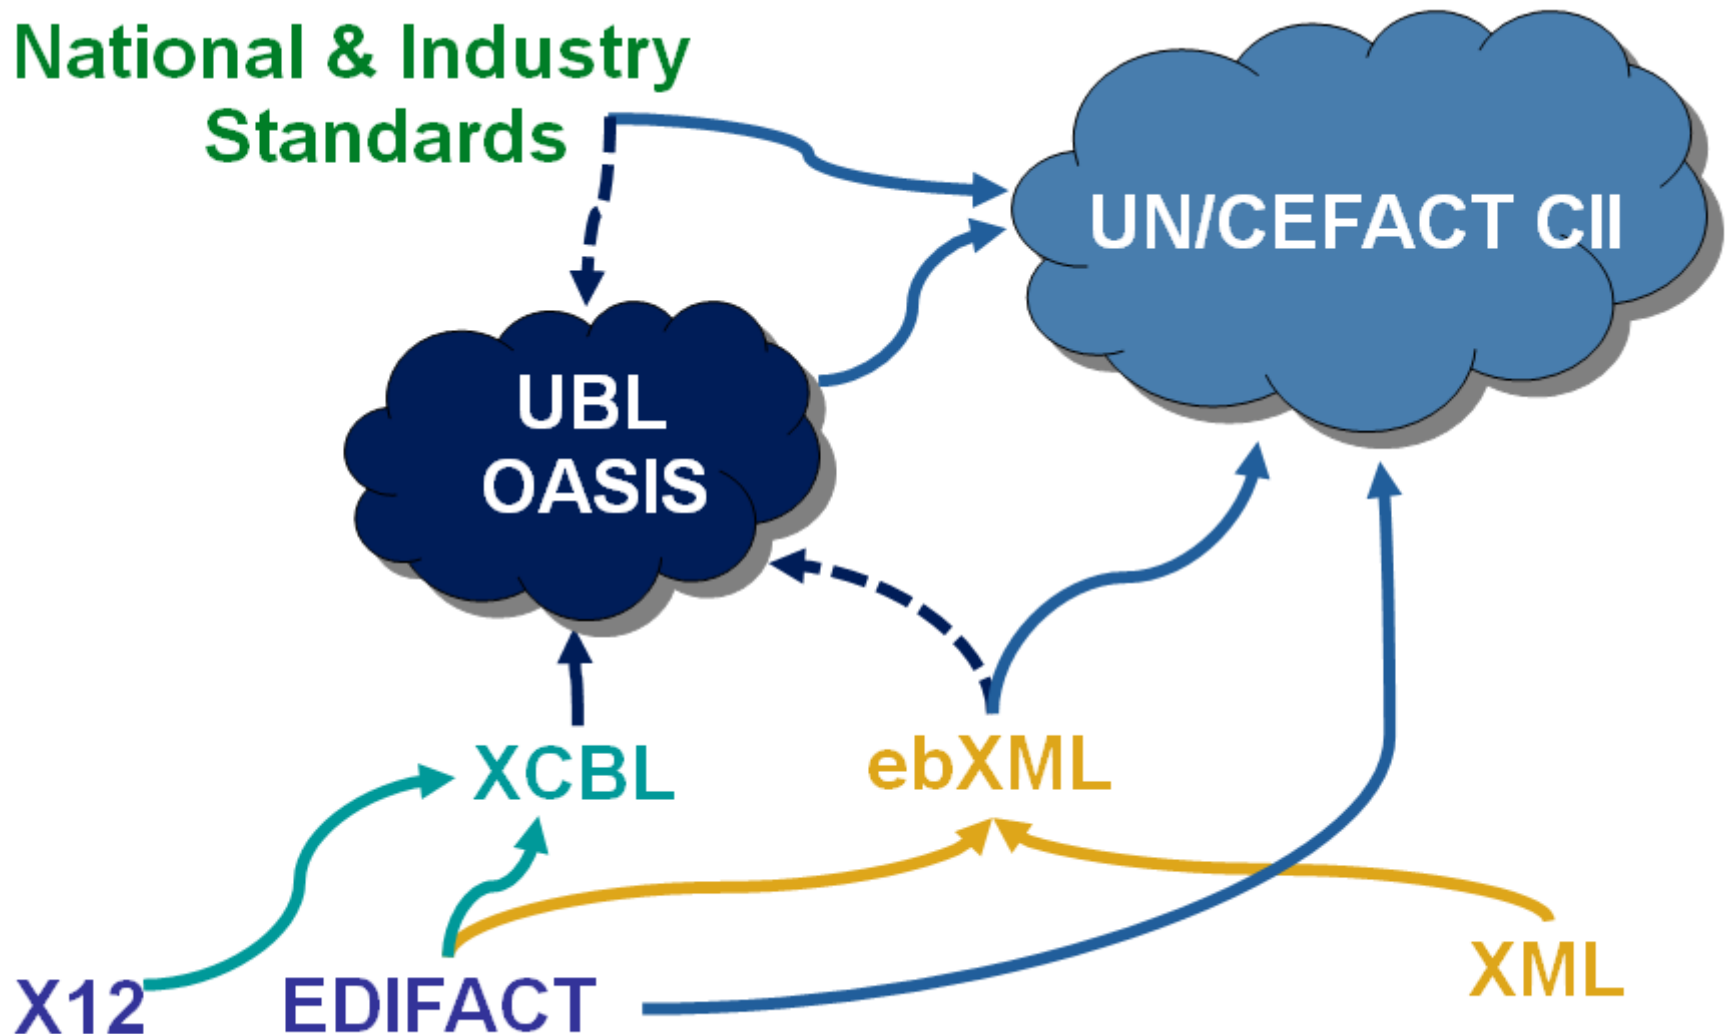 National & Industry
Standards
UN/CEFACT CII
UBL
OASIS
XCBL
ebXML
X12
EDIFACT
XML